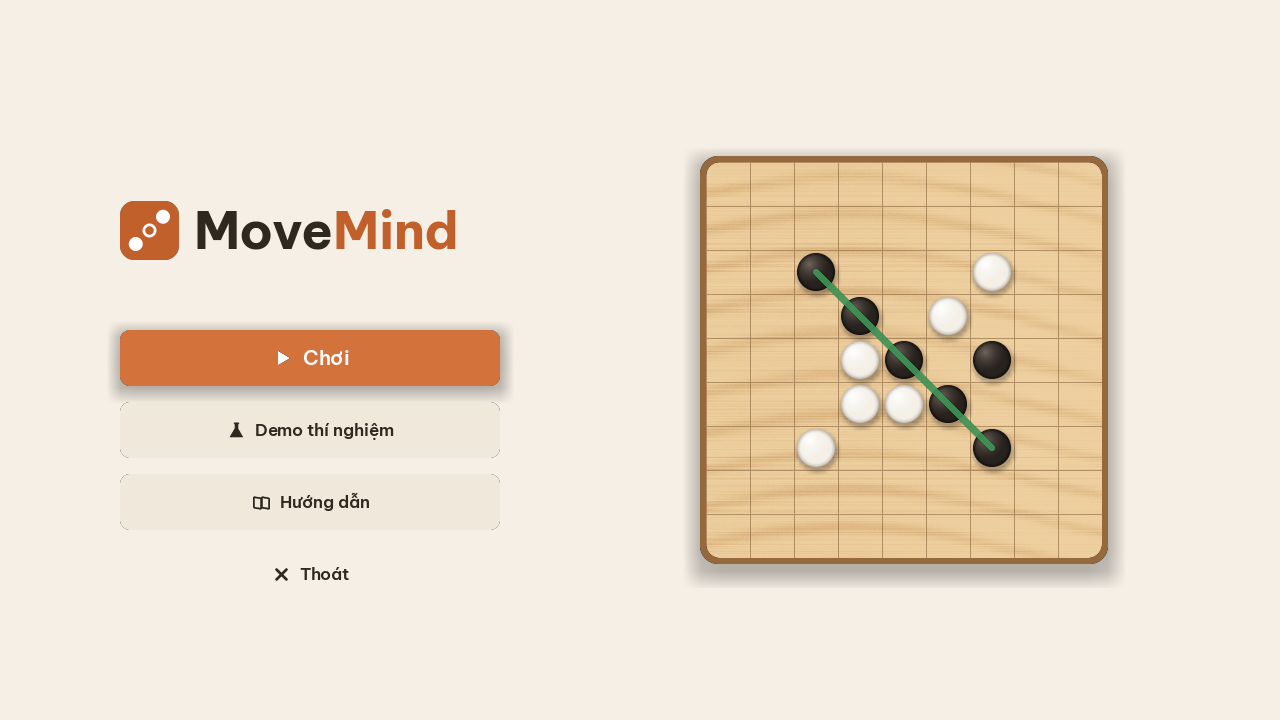 MoveMind
Chơi
Demo thí nghiệm
Hướng dẫn
Thoát